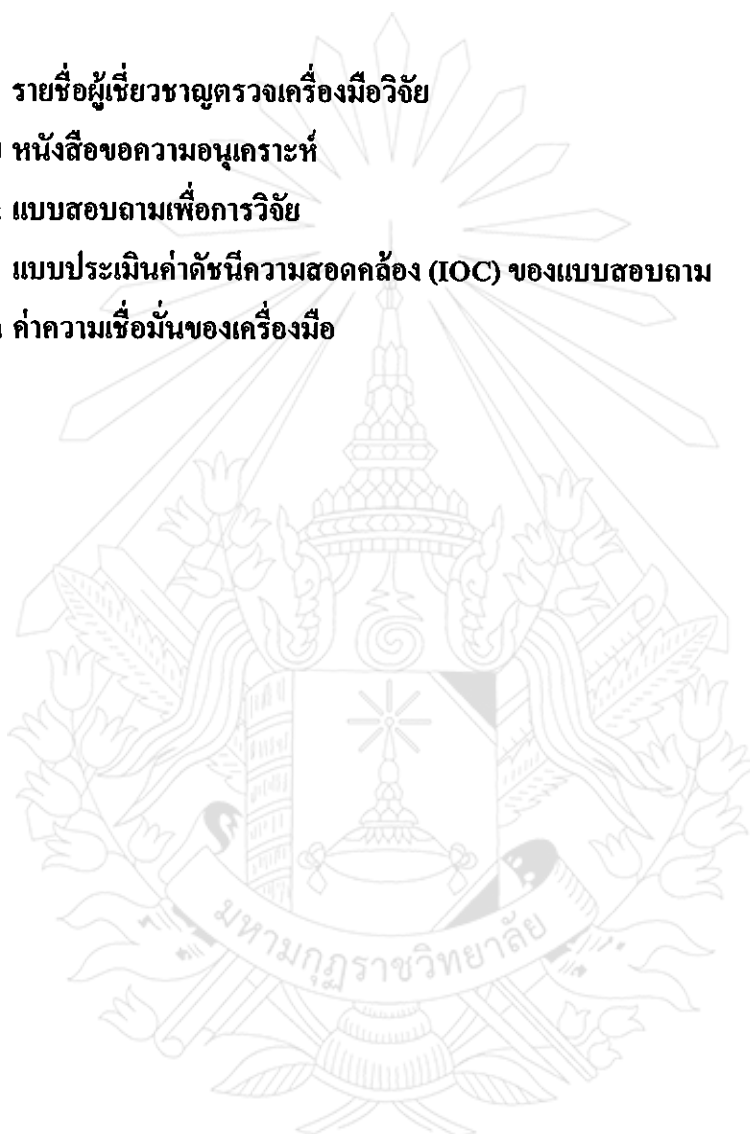 รายชื่อผู้เชี่ยวชาญตรวจเครื่องมือวิจัย
หนังสือขอความอนุเคราะห์
แบบสอบถามเพื่อการวิจัย
แบบประเมินค่าดัชนีความสอดคล้อง (IOC) ของแบบสอบถาม
ค่าความเชื่อมั่นของเครื่องมือ
มหามกุฏราชวิทยาลัย